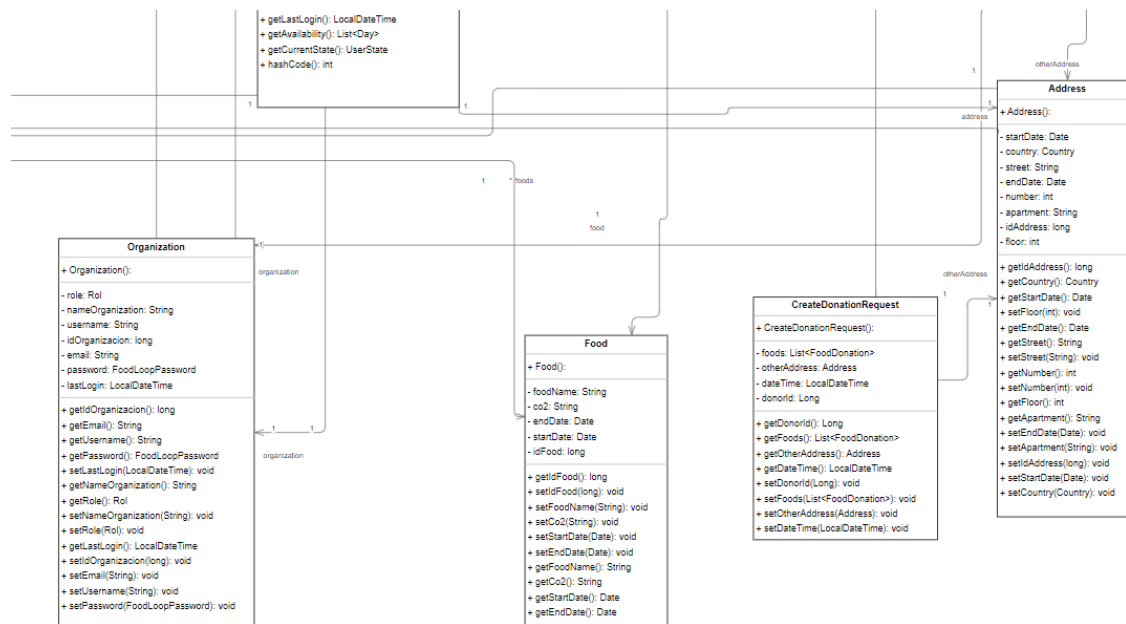 + getLastLogin(): LocalDateTime
+ getAvailability(): List<Day>
+ getCurrentState(): UserState
+ hashCode(): int
1
1
1
otherAddress
1
address
Address
+ Address():
- startDate: Date
- country: Country
- street: String
- endDate: Date
- number: int
- apartment: String
- idAddress: long
- floor: int
+ getIdAddress(): long
+ getCountry(): Country
+ getStartDate(): Date
+ setFloor(int): void
+ getEndDate(): Date
+ getStreet(): String
+ setStreet(String): void
+ getNumber(): int
+ setNumber(int): void
+ getFloor(): int
+ getApartment(): String
+ setEndDate(Date): void
+ setApartment(String): void
+ setIdAddress(long): void
+ setStartDate(Date): void
+ setCountry(Country): void
1
* foods
1
food
1
organization
Organization
+ Organization():
- role: Rol
- nameOrganization: String
- username: String
- idOrganizacion: long
- email: String
- password: FoodLoopPassword
- lastLogin: LocalDateTime
+ getIdOrganizacion(): long
+ getEmail(): String
+ getUsername(): String
+ getPassword(): FoodLoopPassword
+ setLastLogin(LocalDateTime): void
+ getNameOrganization(): String
+ getRole(): Rol
+ setNameOrganization(String): void
+ setRole(Rol): void
+ getLastLogin(): LocalDateTime
+ setIdOrganizacion(long): void
+ setEmail(String): void
+ setUsername(String): void
+ setPassword(FoodLoopPassword): void
1
1
organization
Food
+ Food():
- foodName: String
- co2: String
- endDate: Date
- startDate: Date
- idFood: long
+ getIdFood(): long
+ setIdFood(long): void
+ setFoodName(String): void
+ setCo2(String): void
+ setStartDate(Date): void
+ setEndDate(Date): void
+ getFoodName(): String
+ getCo2(): String
+ getStartDate(): Date
+ getEndDate(): Date
otherAddress
1
1
CreateDonationRequest
+ CreateDonationRequest():
- foods: List<FoodDonation>
- otherAddress: Address
- dateTime: LocalDateTime
- donorId: Long
+ getDonorId(): Long
+ getFoods(): List<FoodDonation>
+ getOtherAddress(): Address
+ getDateTime(): LocalDateTime
+ setDonorId(Long): void
+ setFoods(List<FoodDonation>): void
+ setOtherAddress(Address): void
+ setDateTime(LocalDateTime): void